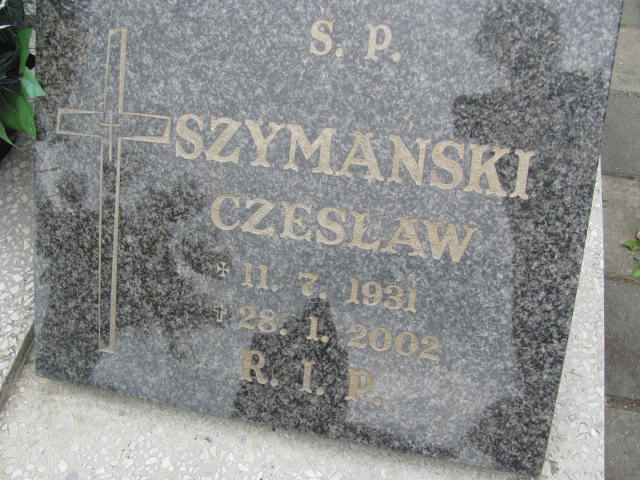 Ś. P.
SZYMAŃSKI
CZESŁAW
11. 7. 1931
† 28. 1. 2002
R. I. P.